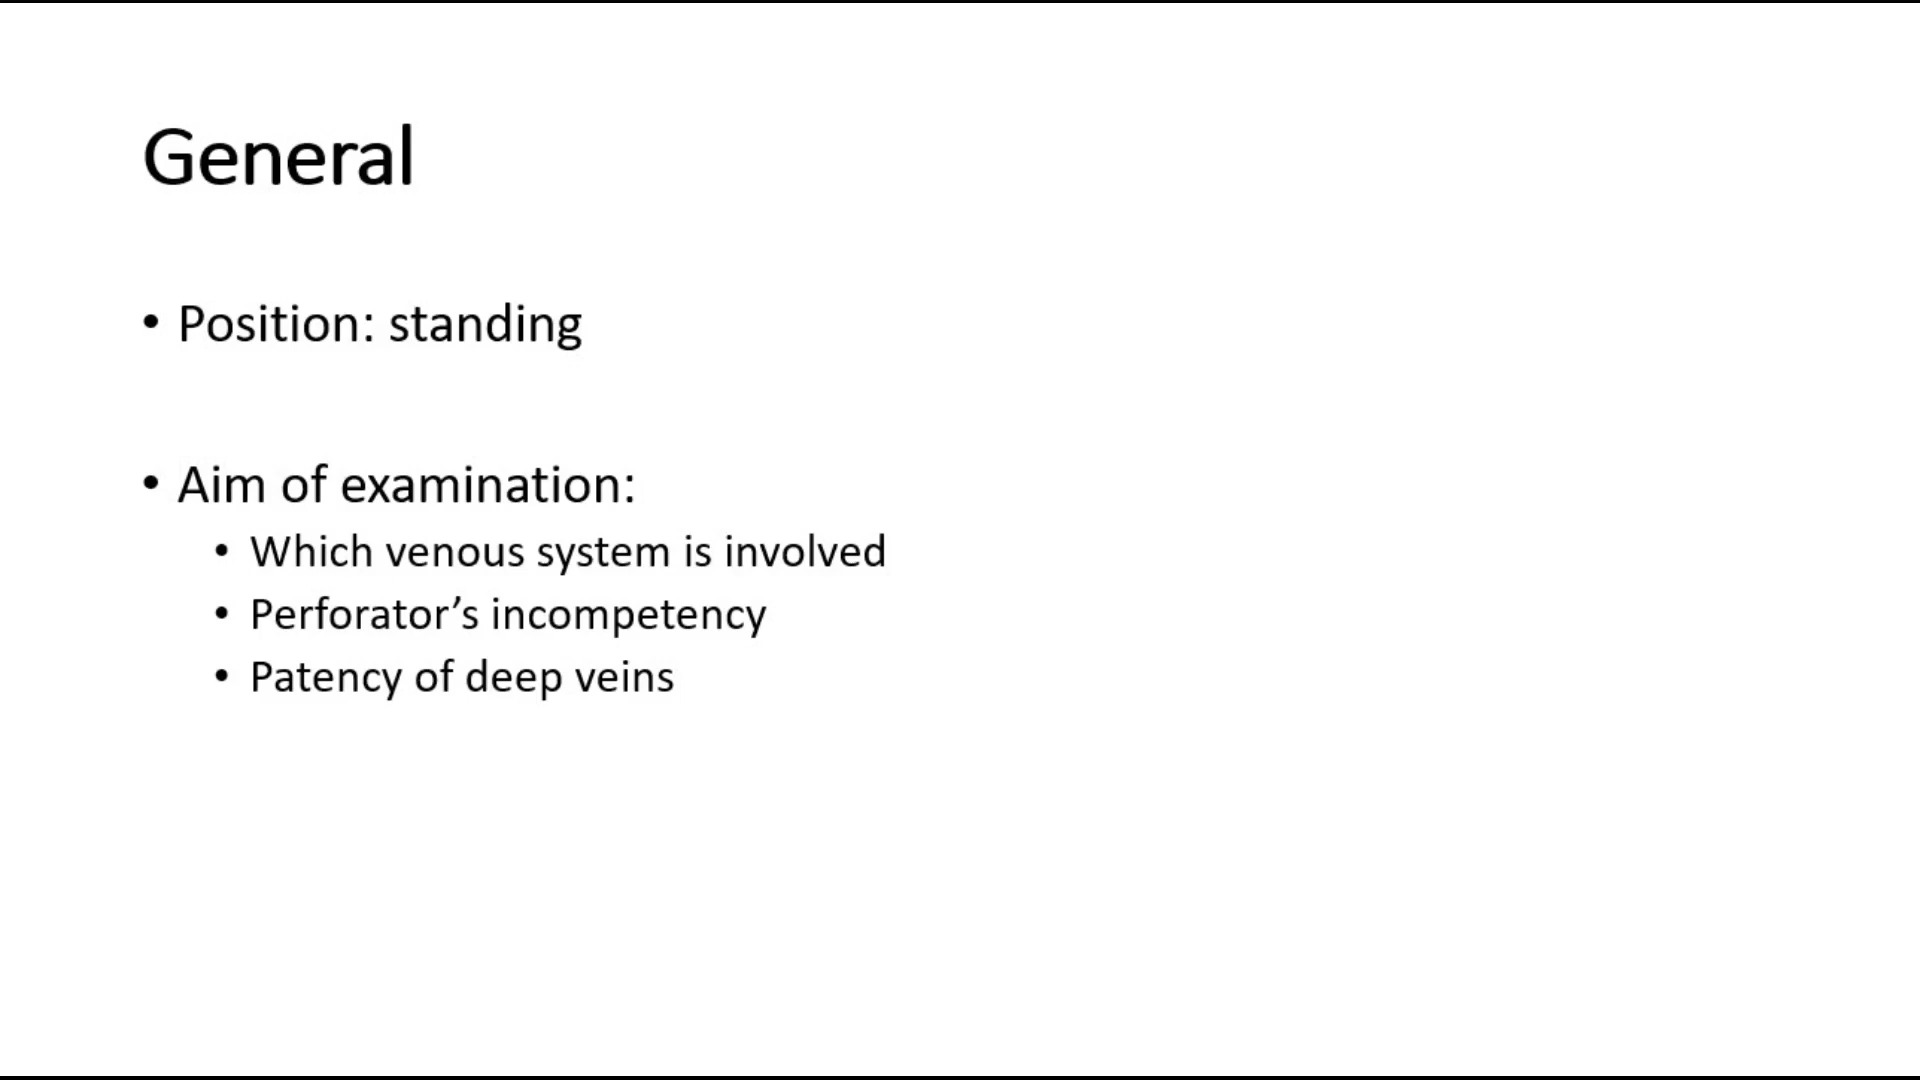 General
• Position: standing
• Aim of examination:
• Which venous system is involved
• Perforator’s incompetency
• Patency of deep veins